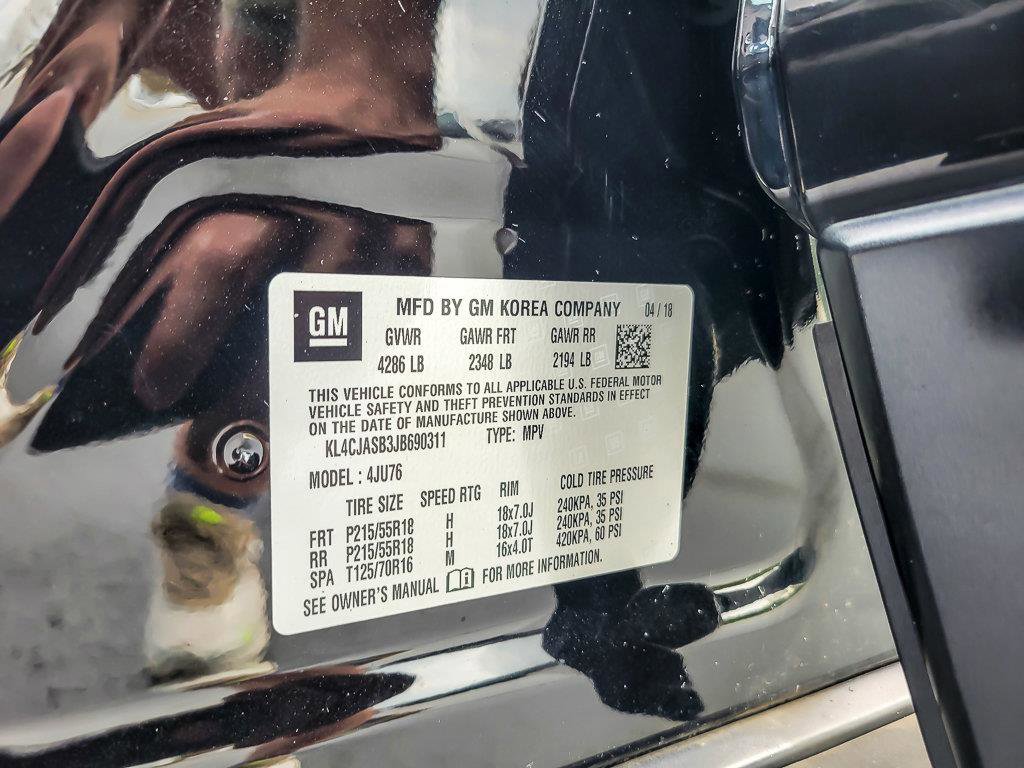 GM
MFD BY GM KOREA COMPANY 04 / 18
GVWR GAWR FRT GAWR RR
4286 LB 2348 LB 2194 LB
THIS VEHICLE CONFORMS TO ALL APPLICABLE U.S. FEDERAL MOTOR
VEHICLE SAFETY AND THEFT PREVENTION STANDARDS IN EFFECT
ON THE DATE OF MANUFACTURE SHOWN ABOVE.
KL4CJASB3JB690311 TYPE: MPV
MODEL : 4JU76
TIRE SIZE SPEED RTG RIM COLD TIRE PRESSURE
FRT P215/55R18 H 18x7.0J 240KPA, 35 PSI
RR P215/55R18 H 18x7.0J 240KPA, 35 PSI
SPA T125/70R16 M 16x4.0T 420KPA, 60 PSI
SEE OWNER'S MANUAL FOR MORE INFORMATION.